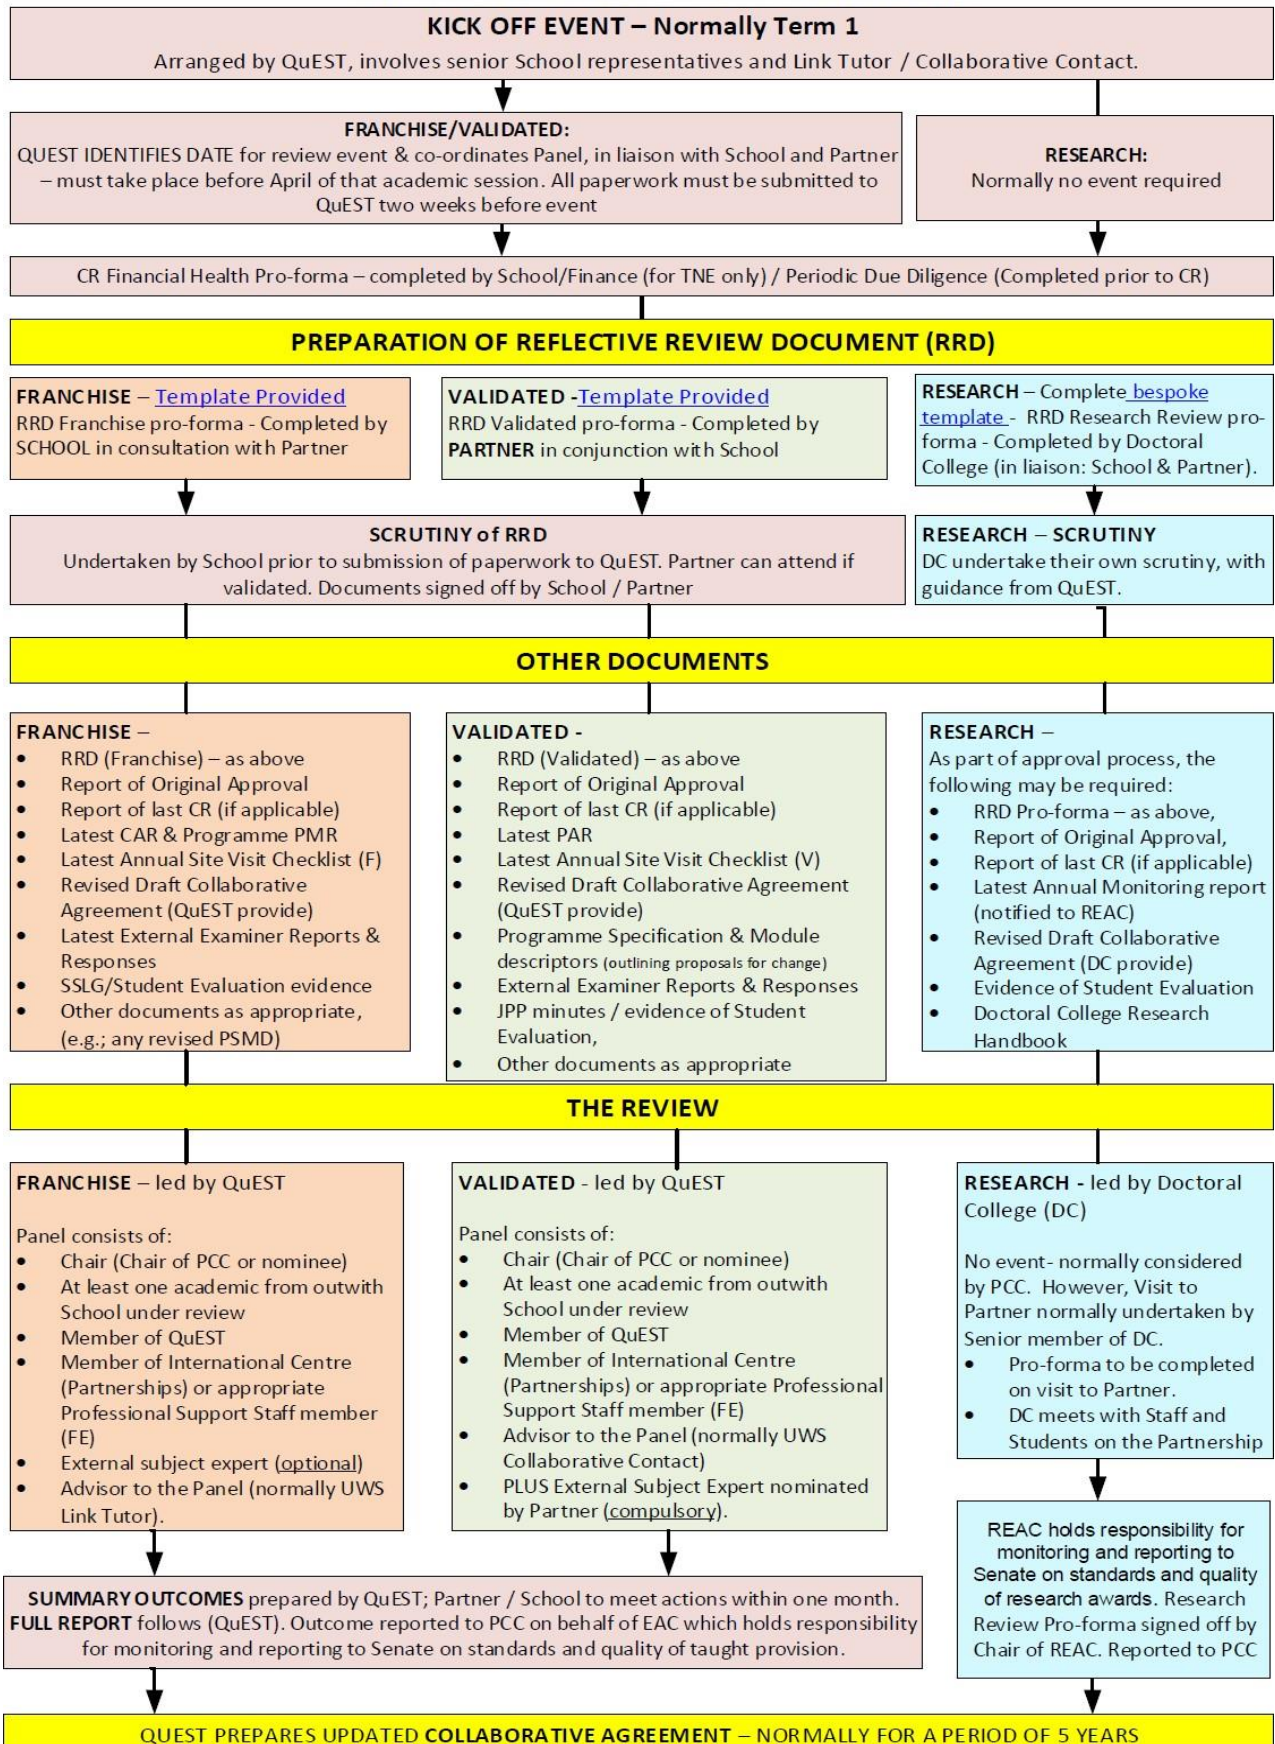 KICK OFF EVENT – Normally Term 1
Arranged by QuEST, involves senior School representatives and Link Tutor / Collaborative Contact.
FRANCHISE/VALIDATED:
QUEST IDENTIFIES DATE for review event & co-ordinates Panel, in liaison with School and Partner
– must take place before April of that academic session. All paperwork must be submitted to
QuEST two weeks before event
RESEARCH:
Normally no event required
CR Financial Health Pro-forma – completed by School/Finance (for TNE only) / Periodic Due Diligence (Completed prior to CR)
PREPARATION OF REFLECTIVE REVIEW DOCUMENT (RRD)
FRANCHISE – Template Provided
RRD Franchise pro-forma - Completed by
SCHOOL in consultation with Partner
VALIDATED -Template Provided
RRD Validated pro-forma - Completed by
PARTNER in conjunction with School
RESEARCH – Complete bespoke
template - RRD Research Review pro-
forma - Completed by Doctoral
College (in liaison: School & Partner).
SCRUTINY of RRD
Undertaken by School prior to submission of paperwork to QuEST. Partner can attend if
validated. Documents signed off by School / Partner
RESEARCH – SCRUTINY
DC undertake their own scrutiny, with
guidance from QuEST.
OTHER DOCUMENTS
FRANCHISE –
• RRD (Franchise) – as above
• Report of Original Approval
• Report of last CR (if applicable)
• Latest CAR & Programme PMR
• Latest Annual Site Visit Checklist (F)
• Revised Draft Collaborative
Agreement (QuEST provide)
• Latest External Examiner Reports &
Responses
• SSLG/Student Evaluation evidence
• Other documents as appropriate,
(e.g.; any revised PSMD)
VALIDATED -
• RRD (Validated) – as above
• Report of Original Approval
• Report of last CR (if applicable)
• Latest PAR
• Latest Annual Site Visit Checklist (V)
• Revised Draft Collaborative Agreement
(QuEST provide)
• Programme Specification & Module
descriptors (outlining proposals for change)
• External Examiner Reports & Responses
• JPP minutes / evidence of Student
Evaluation,
• Other documents as appropriate
RESEARCH –
As part of approval process, the
following may be required:
• RRD Pro-forma – as above,
• Report of Original Approval,
• Report of last CR (if applicable)
• Latest Annual Monitoring report
(notified to REAC)
• Revised Draft Collaborative
Agreement (DC provide)
• Evidence of Student Evaluation
• Doctoral College Research
Handbook
THE REVIEW
FRANCHISE – led by QuEST
Panel consists of:
• Chair (Chair of PCC or nominee)
• At least one academic from outwith
School under review
• Member of QuEST
• Member of International Centre
(Partnerships) or appropriate
Professional Support Staff member
(FE)
• External subject expert (optional)
• Advisor to the Panel (normally UWS
Link Tutor).
VALIDATED - led by QuEST
Panel consists of:
• Chair (Chair of PCC or nominee)
• At least one academic from outwith
School under review
• Member of QuEST
• Member of International Centre
(Partnerships) or appropriate Professional
Support Staff member (FE)
• Advisor to the Panel (normally UWS
Collaborative Contact)
• PLUS External Subject Expert nominated
by Partner (compulsory).
RESEARCH - led by Doctoral
College (DC)
No event- normally considered
by PCC. However, Visit to
Partner normally undertaken by
Senior member of DC.
• Pro-forma to be completed
on visit to Partner.
• DC meets with Staff and
Students on the Partnership
SUMMARY OUTCOMES prepared by QuEST; Partner / School to meet actions within one month.
FULL REPORT follows (QuEST). Outcome reported to PCC on behalf of EAC which holds responsibility
for monitoring and reporting to Senate on standards and quality of taught provision.
REAC holds responsibility for
monitoring and reporting to
Senate on standards and quality
of research awards. Research
Review Pro-forma signed off by
Chair of REAC. Reported to PCC
QUEST PREPARES UPDATED COLLABORATIVE AGREEMENT – NORMALLY FOR A PERIOD OF 5 YEARS